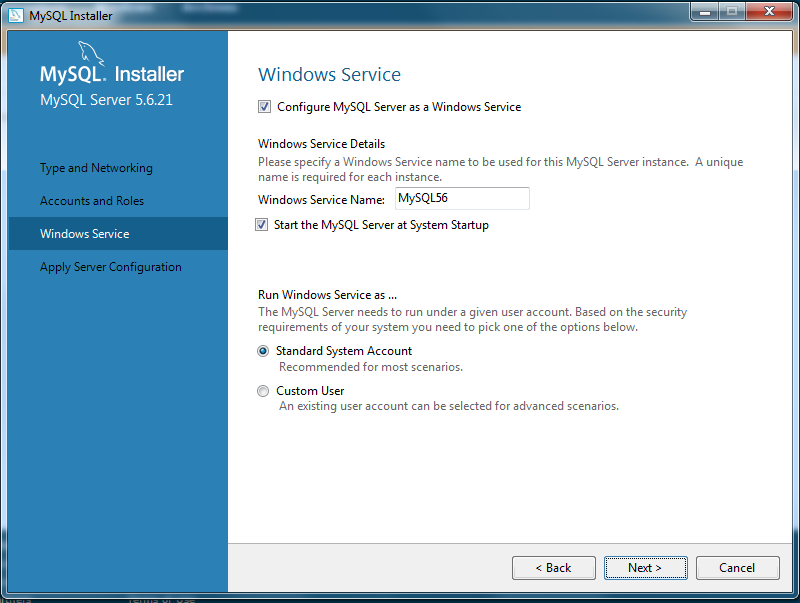 MySQL Installer
MySQL. Installer
MySQL Server 5.6.21
Type and Networking
Accounts and Roles
Windows Service
Apply Server Configuration
Windows Service
Configure MySQL Server as a Windows Service
Windows Service Details
Please specify a Windows Service name to be used for this MySQL Server instance. A unique
name is required for each instance.
Windows Service Name: MySQL56
Start the MySQL Server at System Startup
Run Windows Service as ...
The MySQL Server needs to run under a given user account. Based on the security
requirements of your system you need to pick one of the options below.
Standard System Account
Recommended for most scenarios.
Custom User
An existing user account can be selected for advanced scenarios.
< Back Next > Cancel
Terms of Use